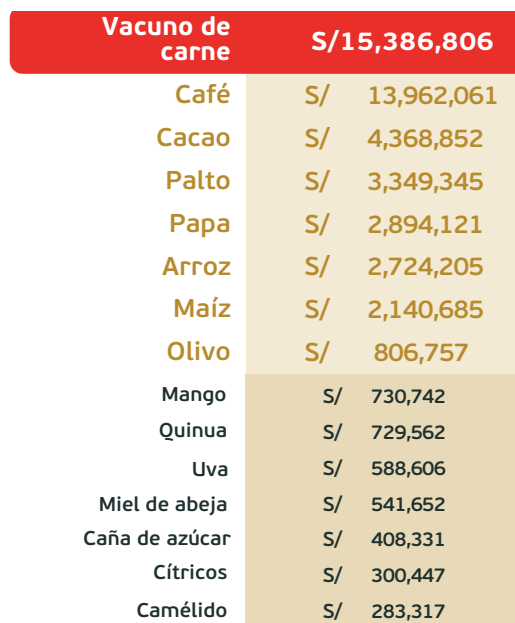 Vacuno de carne S/15,386,806
Café S/ 13,962,061
Cacao S/ 4,368,852
Palto S/ 3,349,345
Papa S/ 2,894,121
Arroz S/ 2,724,205
Maíz S/ 2,140,685
Olivo S/ 806,757
Mango S/ 730,742
Quinua S/ 729,562
Uva S/ 588,606
Miel de abeja S/ 541,652
Caña de azúcar S/ 408,331
Cítricos S/ 300,447
Camélido S/ 283,317